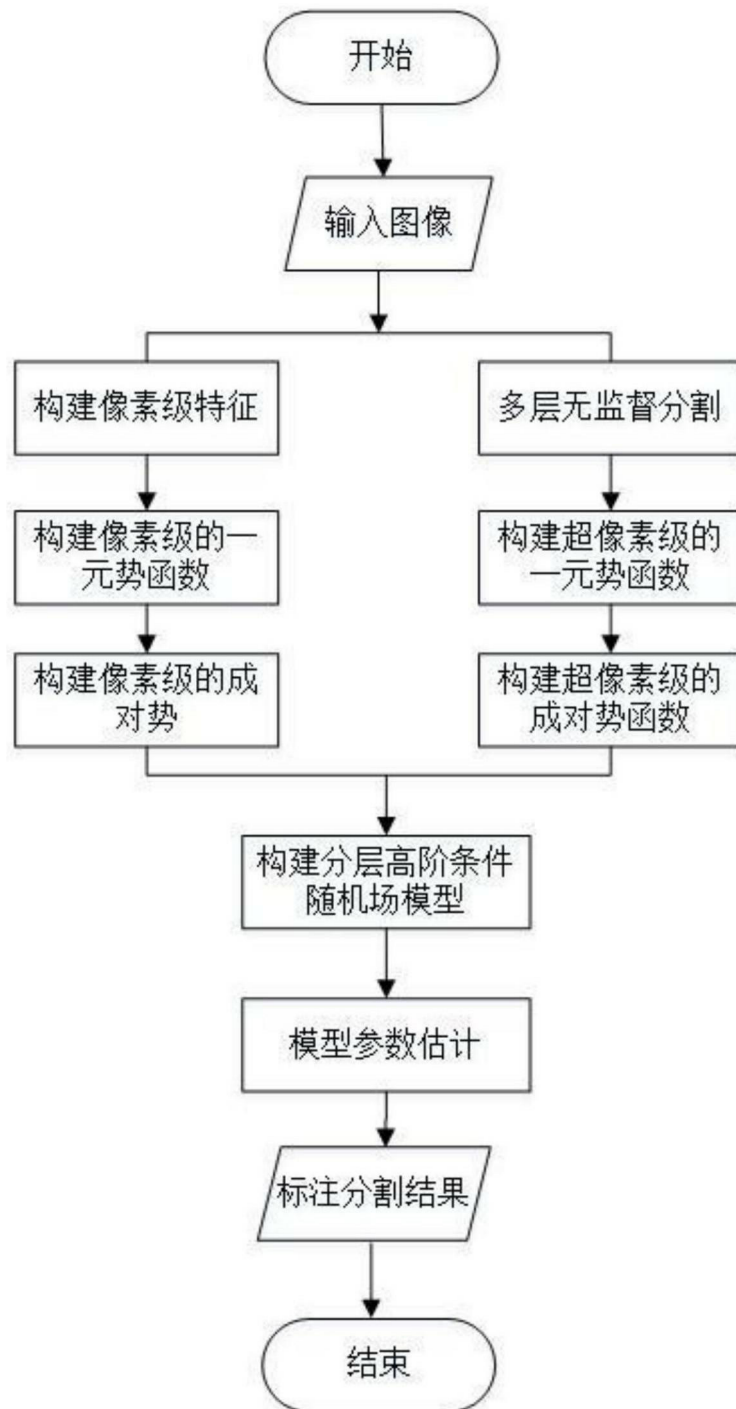 开始
输入图像
构建像素级特征
多层无监督分割
构建像素级的一
元势函数
构建超像素级的
一元势函数
构建像素级的成
对势
构建超像素级的
成对势函数
构建分层高阶条件
随机场模型
模型参数估计
标注分割结果
结束